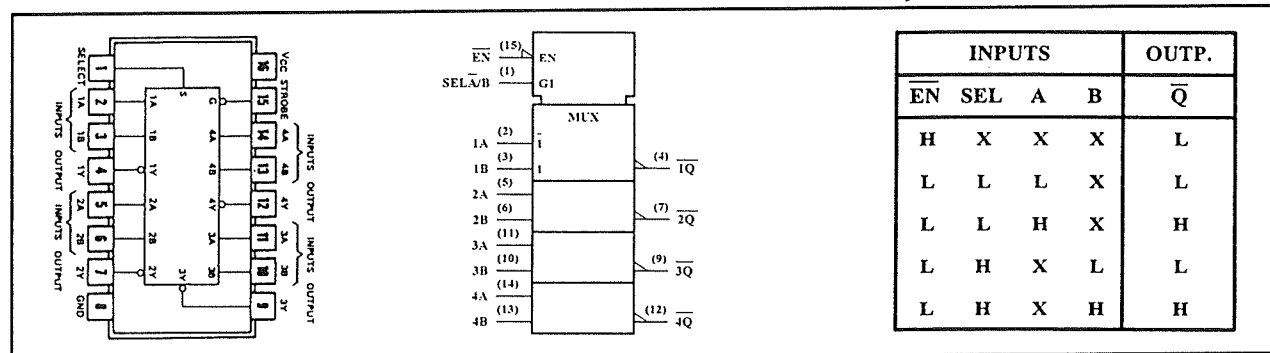 SELECT
1
2
3
4
5
6
7
8
1A
1B
1Y
2A
2B
2Y
GND
INPUTS
OUTPUT
INPUTS
OUTPUT
S
G
1A
1B
1Y
2A
2B
2Y
3Y
4A
4B
4Y
3A
3B
16
15
14
13
12
11
10
9
VCC
STROBE
4A
4B
4Y
3A
3B
3Y
INPUTS
OUTPUT
INPUTS
OUTPUT
EN (15) EN
SELA/B (1) G1
MUX
1A (2) 1
1B (3) 1
(4) 1Q
2A (5)
2B (6)
(7) 2Q
3A (11)
3B (10)
(9) 3Q
4A (14)
4B (13)
(12) 4Q
INPUTS OUTP.
EN SEL A B Q
H X X X L
L L L X L
L L H X H
L H X L L
L H X H H